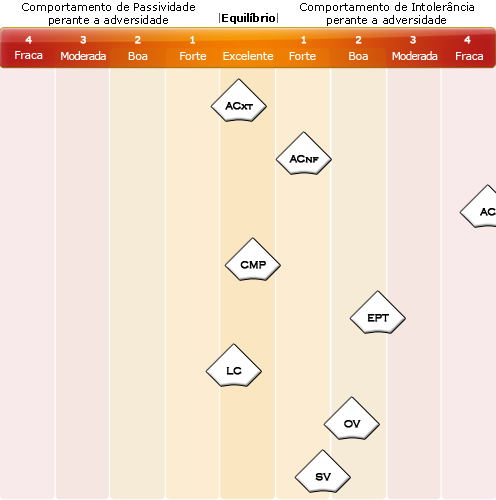 Comportamento de Passividade
perante a adversidade
|Equilíbrio|
Comportamento de Intolerância
perante a adversidade
4 3 2 1 1 2 3 4
Fraca Moderada Boa Forte Excelente Forte Boa Moderada Fraca
ACXT
ACNF
AC
CMP
EPT
LC
OV
SV